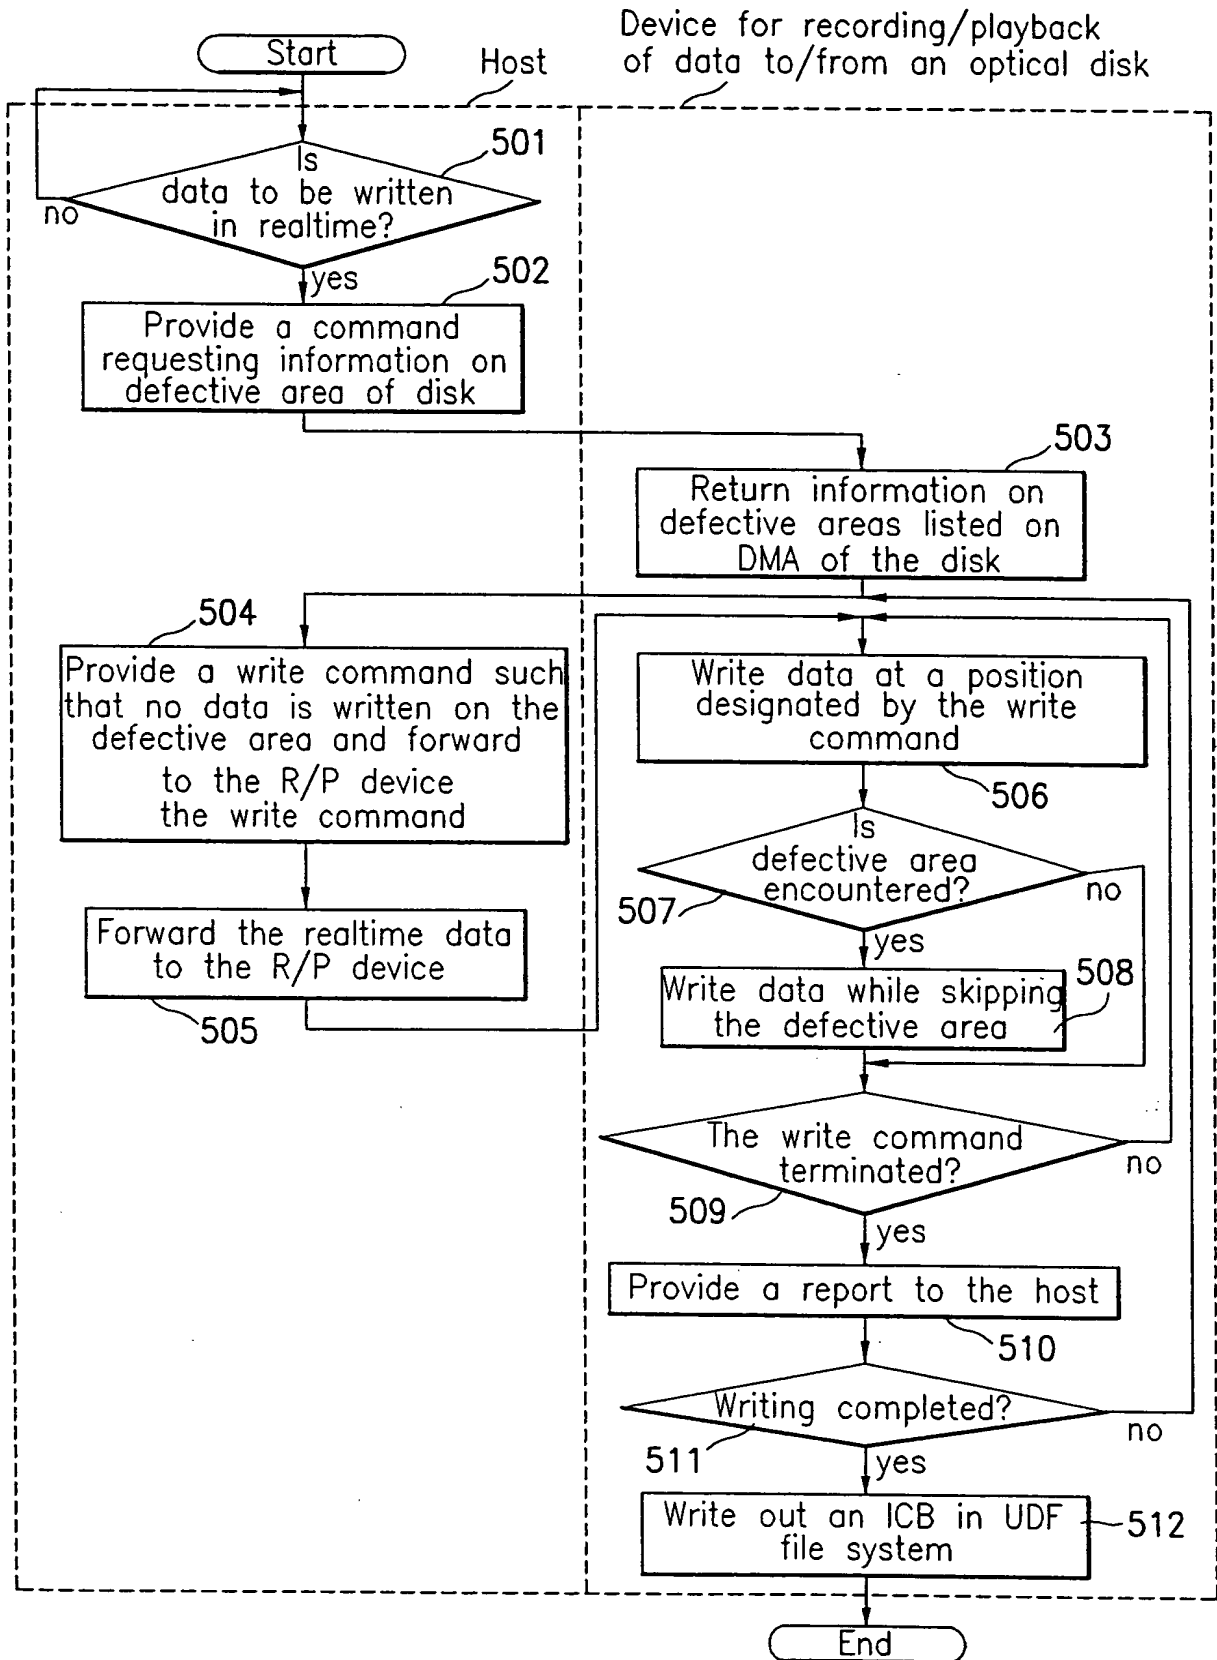 Device for recording/playback
of data to/from an optical disk
Start
Host
501
Is
data to be written
in realtime?
no
yes
502
Provide a command
requesting information on
defective area of disk
503
Return information on
defective areas listed on
DMA of the disk
504
Provide a write command such
that no data is written on the
defective area and forward
to the R/P device
the write command
Forward the realtime data
to the R/P device
505
Write data at a position
designated by the write
command
506
Is
defective area
encountered?
no
507
yes
508
Write data while skipping
the defective area
The write command
terminated?
no
509
yes
Provide a report to the host
510
Writing completed?
no
511
yes
Write out an ICB in UDF
file system
512
End